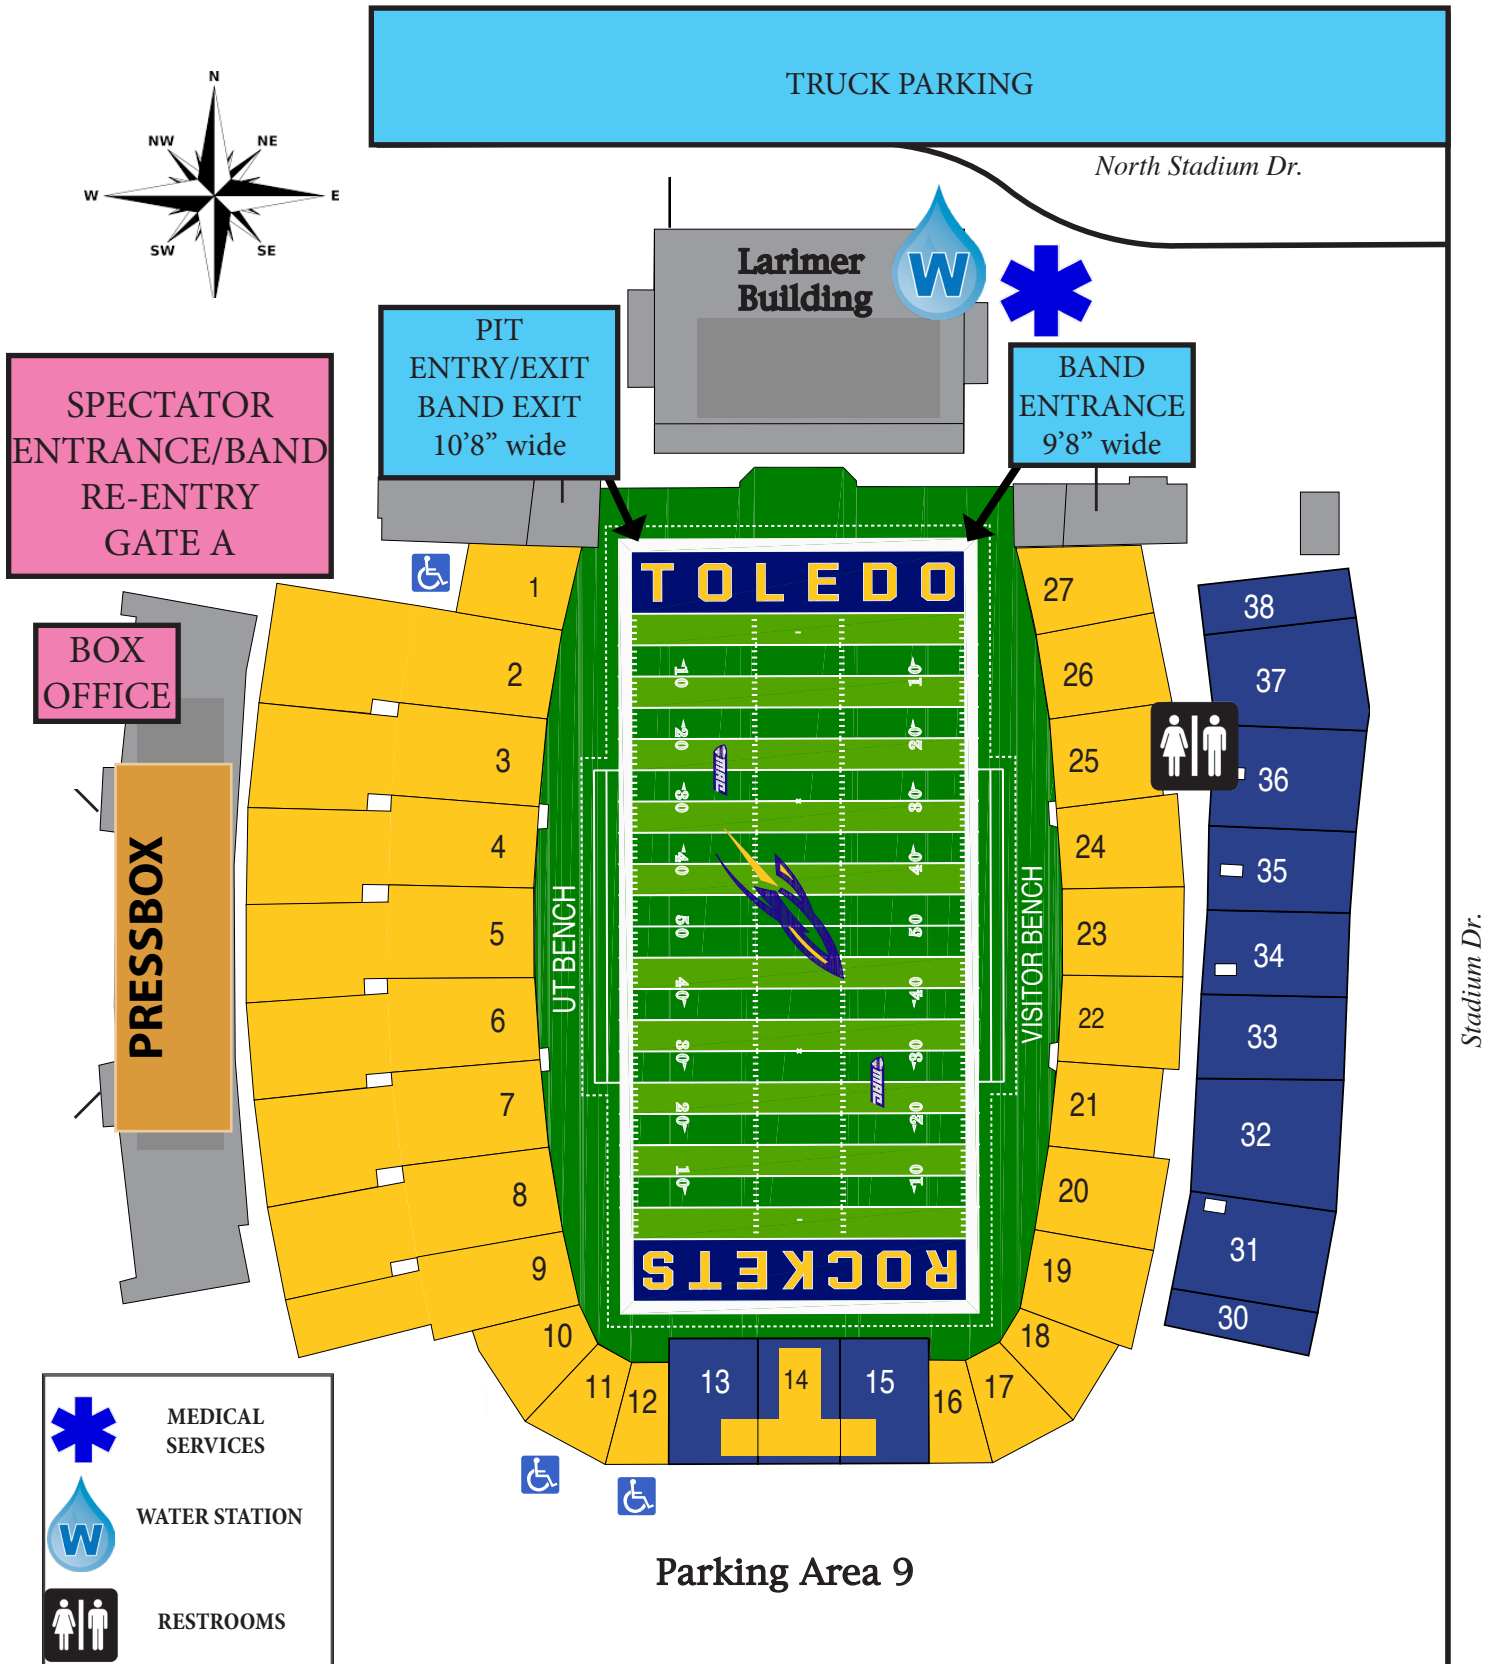 TRUCK PARKING
North Stadium Dr.
N
NW
NE
W
E
SW
SE
S
Larimer
Building
W
PIT
ENTRY/EXIT
BAND EXIT
10’8” wide
BAND
ENTRANCE
9’8” wide
SPECTATOR
ENTRANCE/BAND
RE-ENTRY
GATE A
BOX
OFFICE
PRESSBOX
1
2
3
4
5
6
7
8
9
10
11
12
13
14
15
16
17
18
19
20
21
22
23
24
25
26
27
38
37
36
35
34
33
32
31
30
TOLEDO
10 10
20 20
MAC
30 30
40 40
50 50
40 40
30 30
MAC
20 20
10 10
ROCKETS
UT BENCH
VISITOR BENCH
Stadium Dr.
Parking Area 9
MEDICAL
SERVICES
W
WATER STATION
RESTROOMS